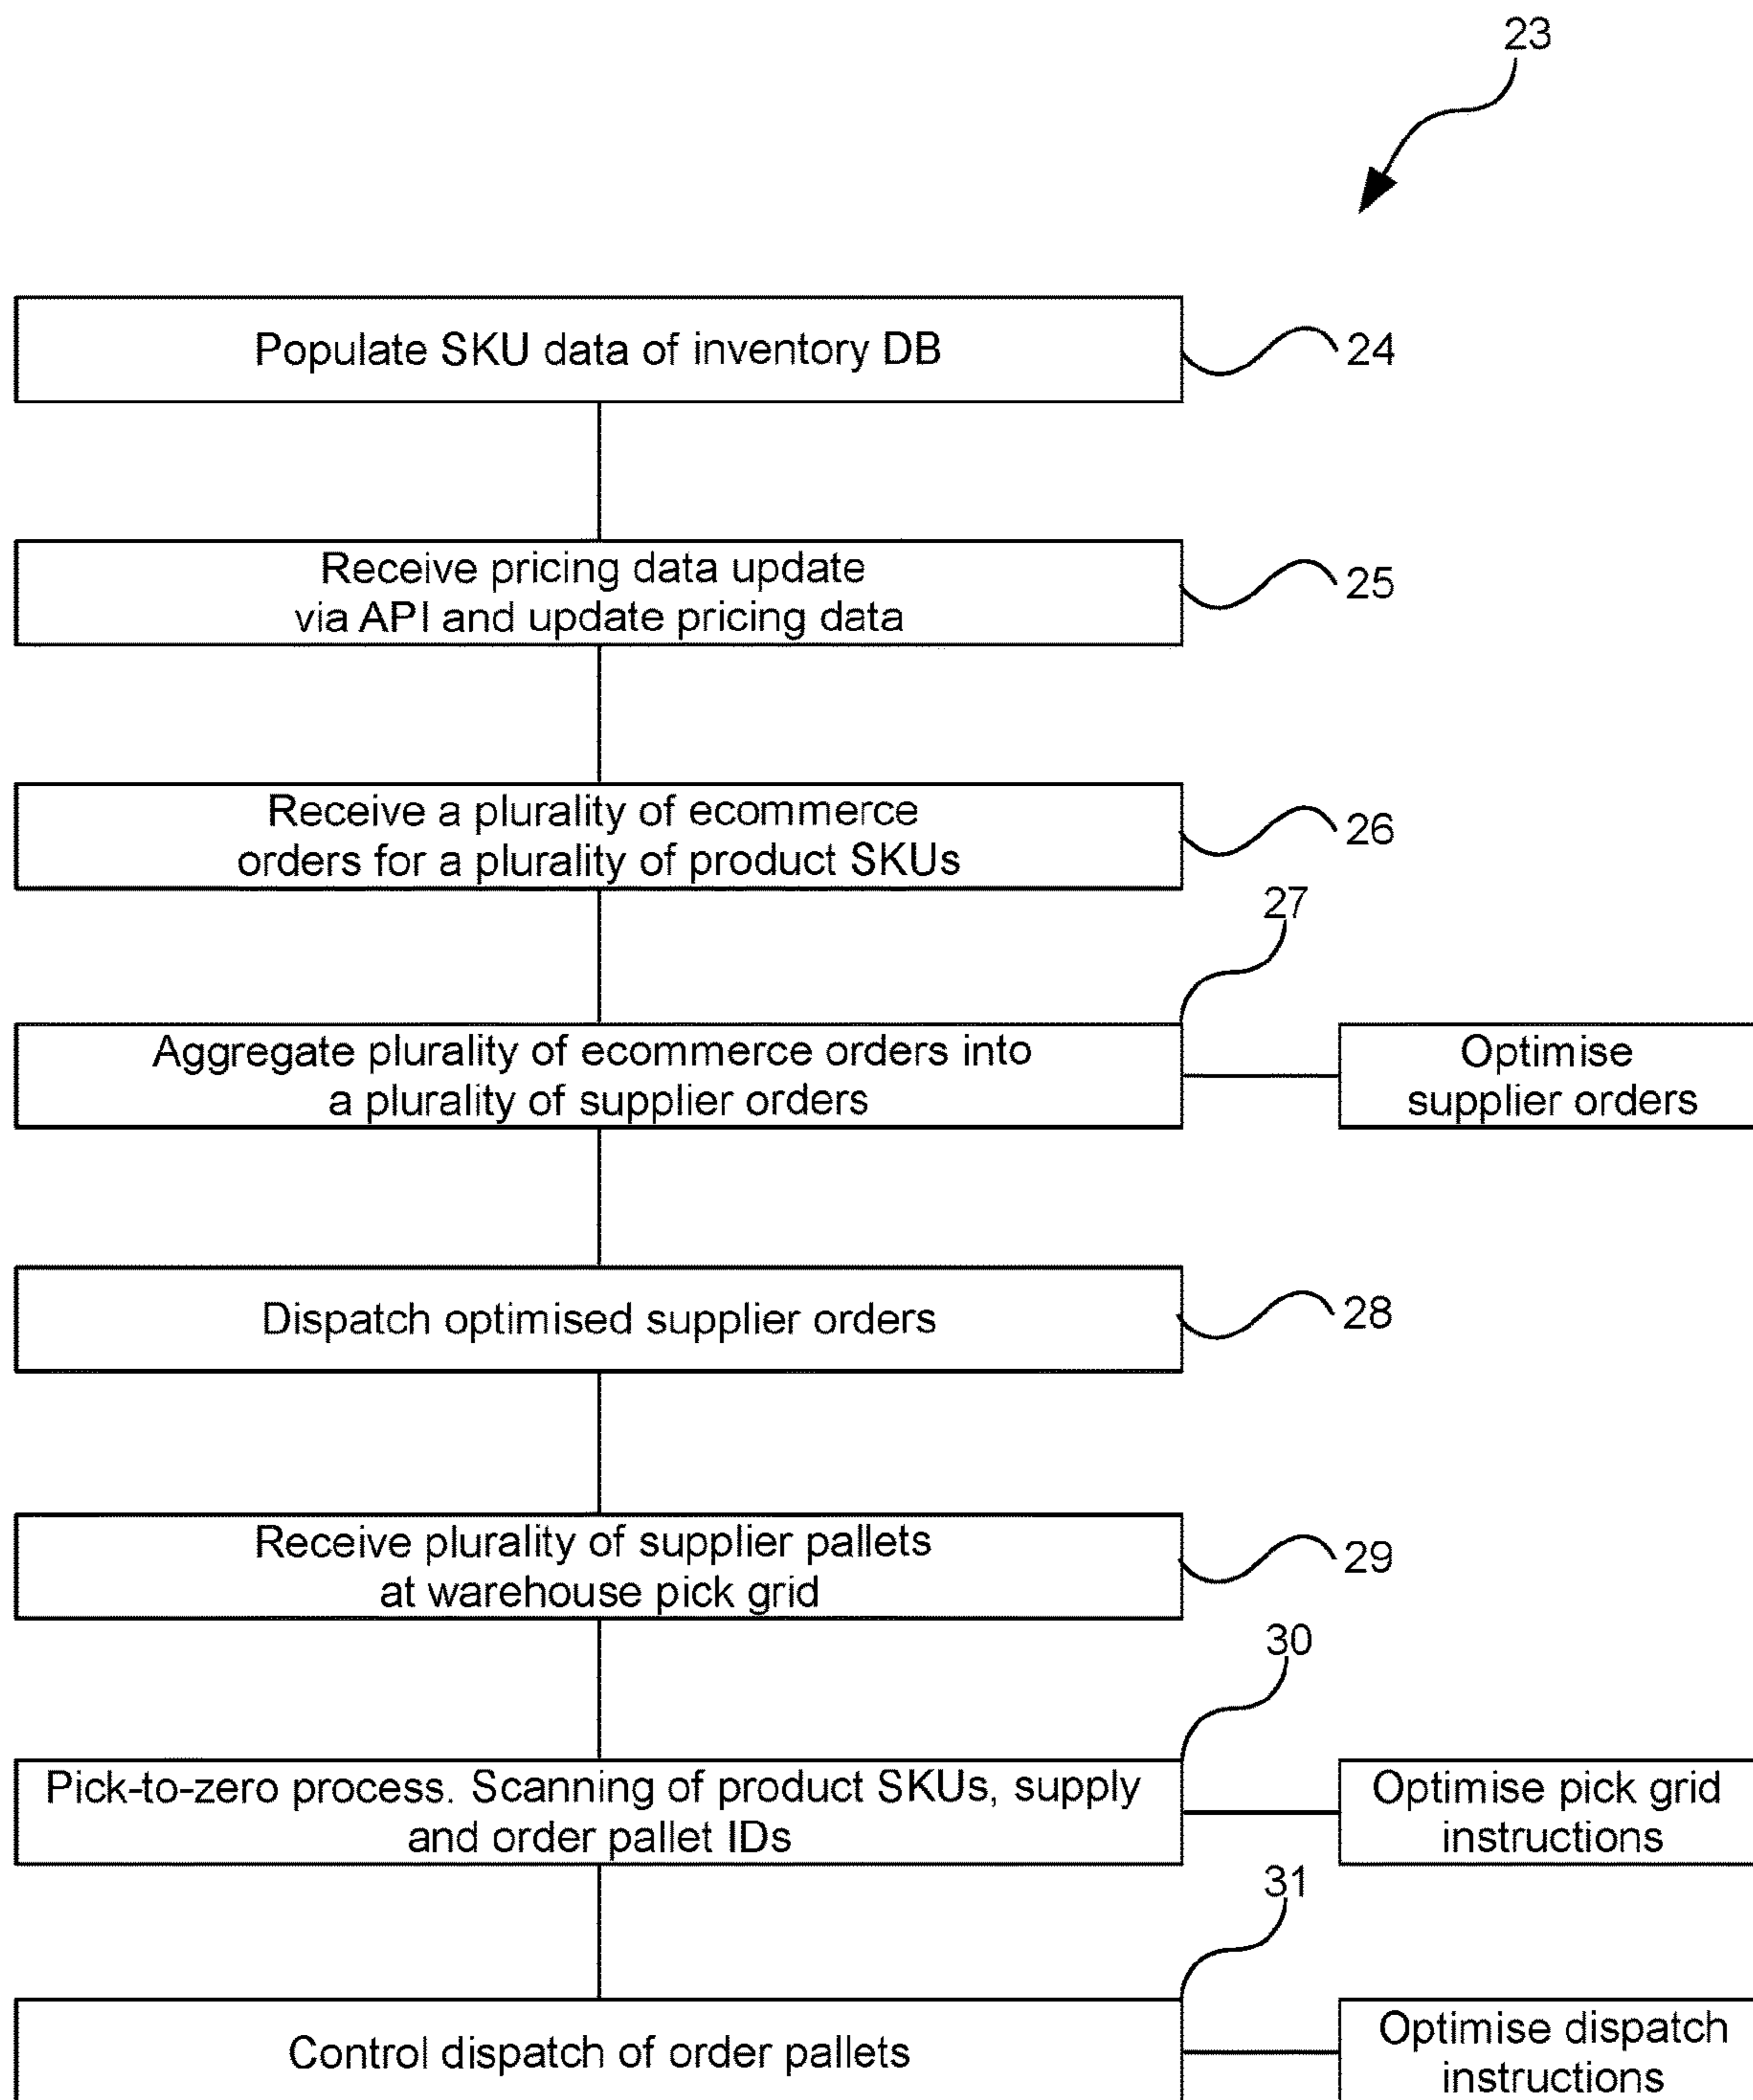 23
Populate SKU data of inventory DB
24
Receive pricing data update
via API and update pricing data
25
Receive a plurality of ecommerce
orders for a plurality of product SKUs
26
27
Aggregate plurality of ecommerce orders into
a plurality of supplier orders
Optimise
supplier orders
Dispatch optimised supplier orders
28
Receive plurality of supplier pallets
at warehouse pick grid
29
30
Pick-to-zero process. Scanning of product SKUs, supply
and order pallet IDs
Optimise pick grid
instructions
31
Control dispatch of order pallets
Optimise dispatch
instructions